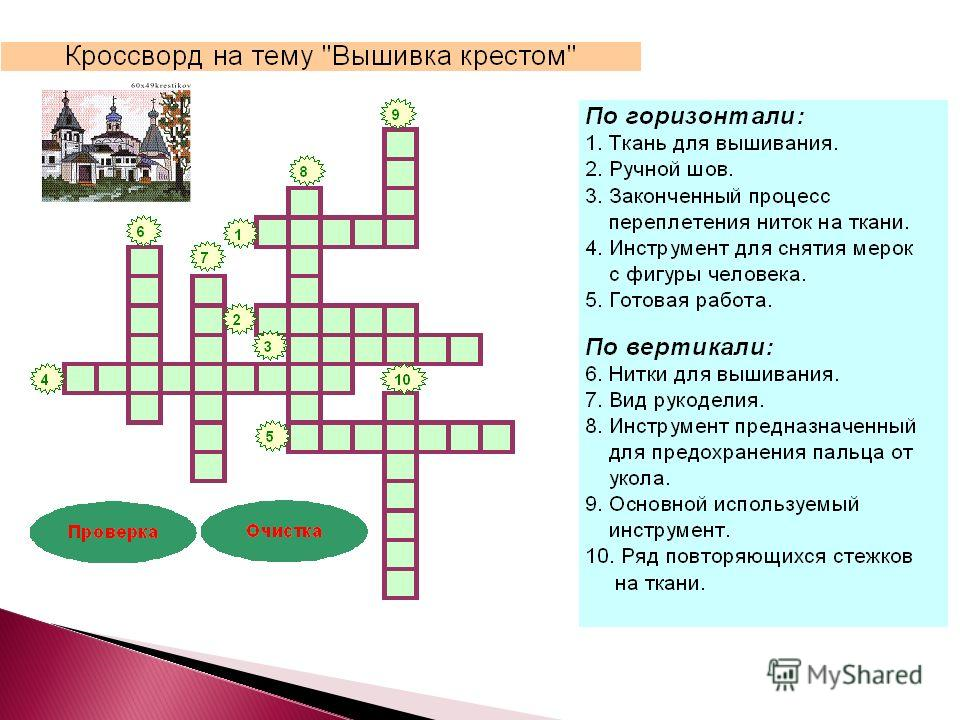 Кроссворд на тему "Вышивка крестом"
60x49krestikov
9
8
6
1
7
2
3
4
10
5
Проверка
Очистка
По горизонтали:
1. Ткань для вышивания.
2. Ручной шов.
3. Законченный процесс
переплетения ниток на ткани.
4. Инструмент для снятия мерок
с фигуры человека.
5. Готовая работа.
По вертикали:
6. Нитки для вышивания.
7. Вид рукоделия.
8. Инструмент предназначенный
для предохранения пальца от
укола.
9. Основной используемый
инструмент.
10. Ряд повторяющихся стежков
на ткани.
MyShared